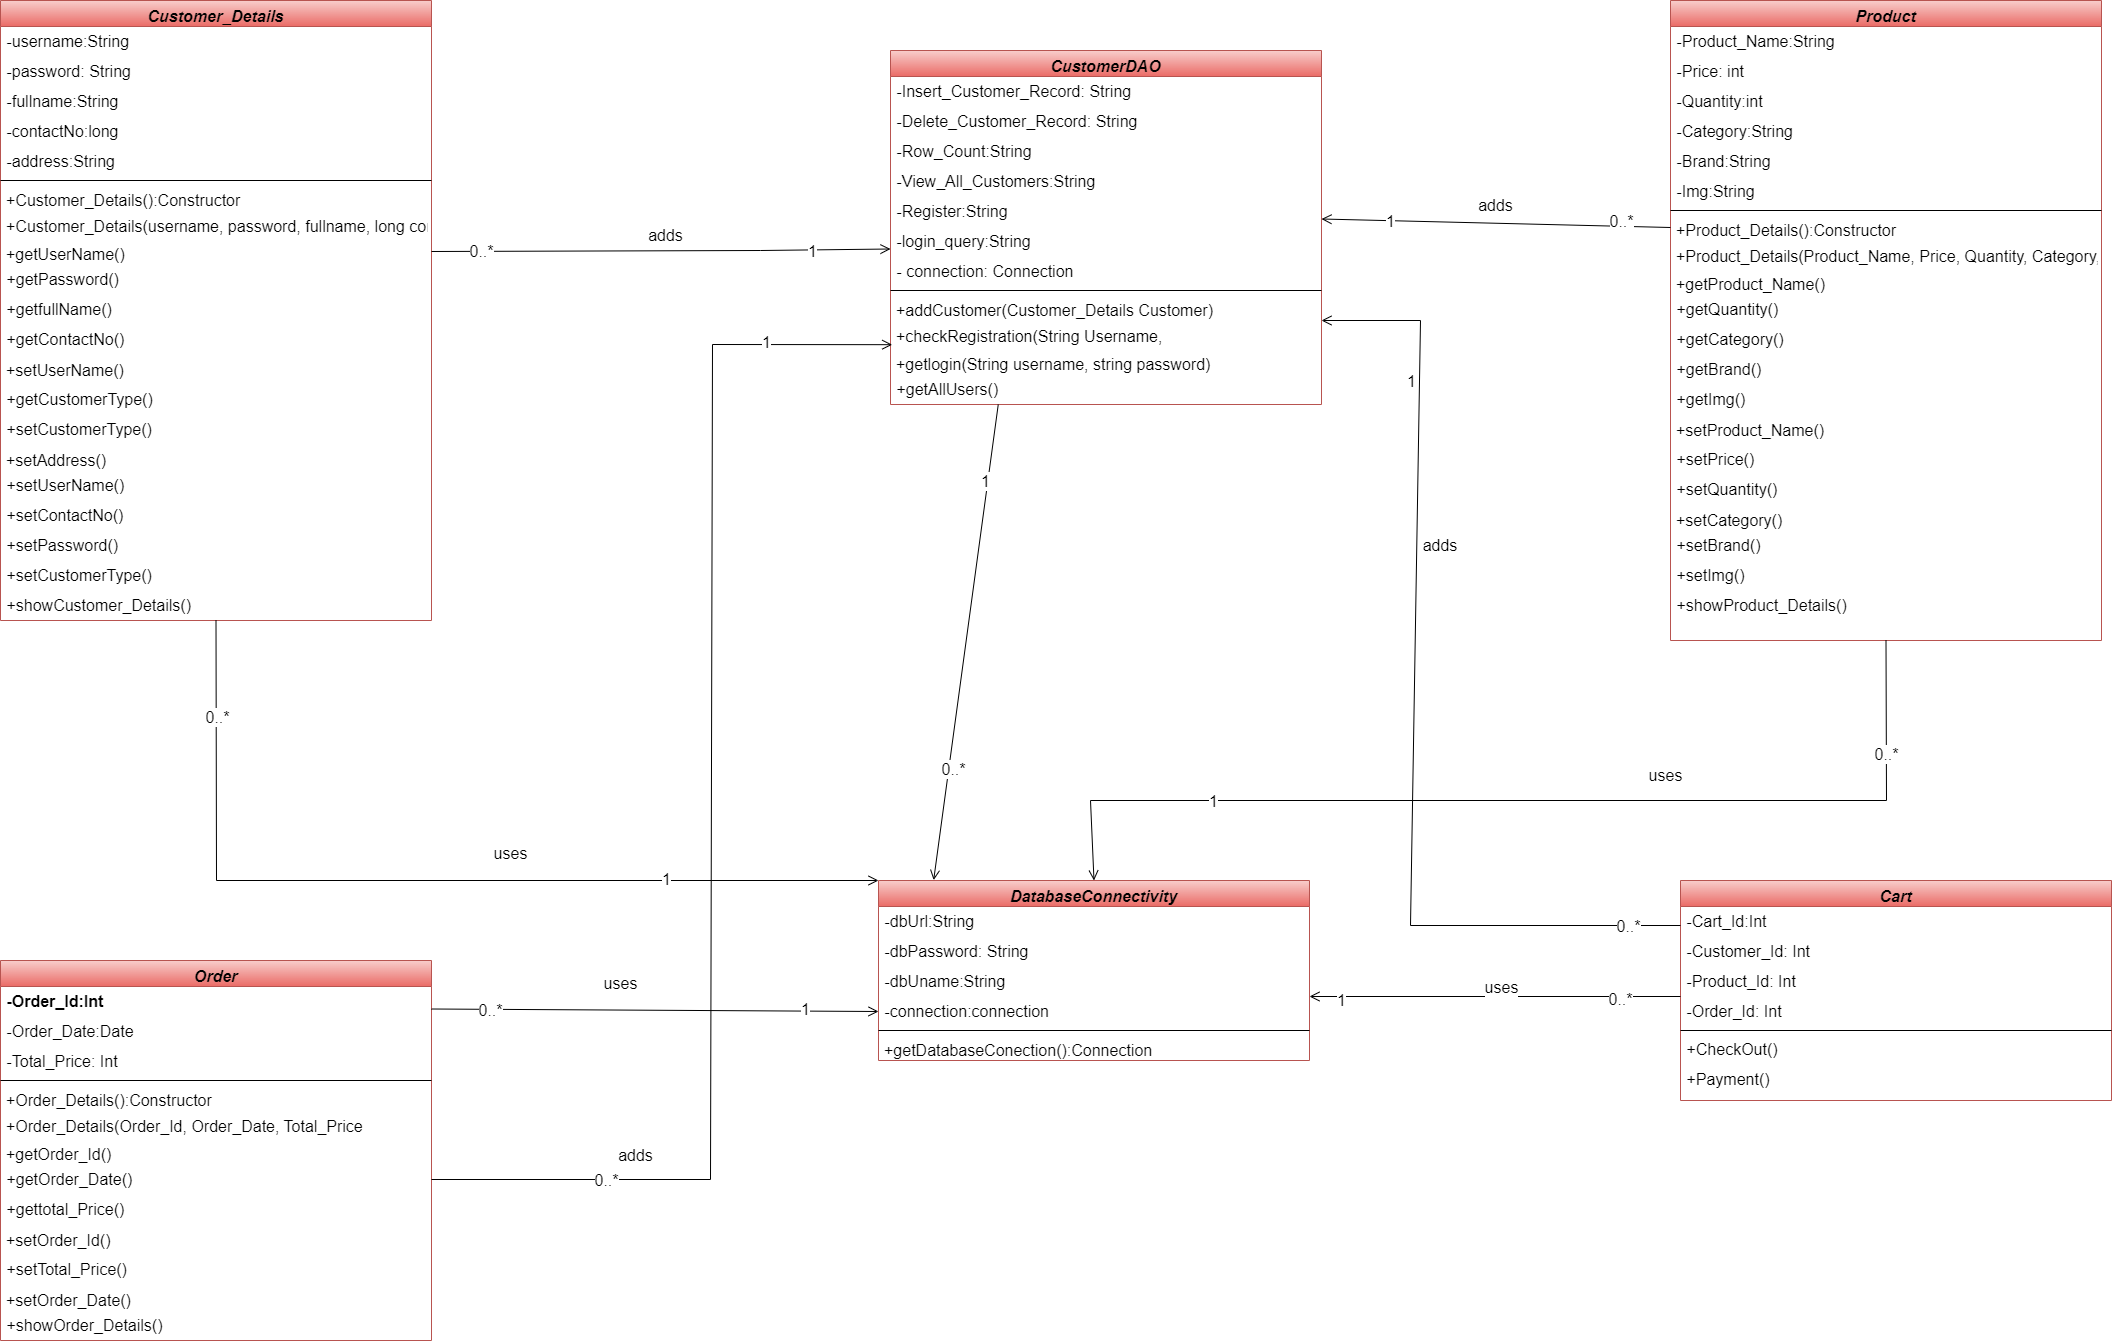 Customer_Details
-username:String
-password: String
-fullname:String
-contactNo:long
-address:String
+Customer_Details():Constructor
+Customer_Details(username, password, fullname, long co
+getUserName()
+getPassword()
+getfullName()
+getContactNo()
+setUserName()
+getCustomerType()
+setCustomerType()
+setAddress()
+setUserName()
+setContactNo()
+setPassword()
+setCustomerType()
+showCustomer_Details()
0..*
adds
1
CustomerDAO
-Insert_Customer_Record: String
-Delete_Customer_Record: String
-Row_Count:String
-View_All_Customers:String
-Register:String
-login_query:String
- connection: Connection
+addCustomer(Customer_Details Customer)
+checkRegistration(String Username,
+getlogin(String username, string password)
+getAllUsers()
1
adds
0..*
Product
-Product_Name:String
-Price: int
-Quantity:int
-Category:String
-Brand:String
-Img:String
+Product_Details():Constructor
+Product_Details(Product_Name, Price, Quantity, Category,
+getProduct_Name()
+getQuantity()
+getCategory()
+getBrand()
+getImg()
+setProduct_Name()
+setPrice()
+setQuantity()
+setCategory()
+setBrand()
+setImg()
+showProduct_Details()
1
1
adds
1
0..*
0..*
uses
1
0..*
uses
1
0..*
DatabaseConnectivity
-dbUrl:String
-dbPassword: String
-dbUname:String
-connection:connection
+getDatabaseConection():Connection
Cart
-Cart_Id:Int
-Customer_Id: Int
-Product_Id: Int
-Order_Id: Int
+CheckOut()
+Payment()
1
uses
0..*
Order
-Order_Id:Int
-Order_Date:Date
-Total_Price: Int
+Order_Details():Constructor
+Order_Details(Order_Id, Order_Date, Total_Price
+getOrder_Id()
+getOrder_Date()
+gettotal_Price()
+setOrder_Id()
+setTotal_Price()
+setOrder_Date()
+showOrder_Details()
uses
0..*
1
adds
0..*